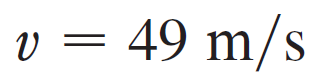 v = 49 m/s